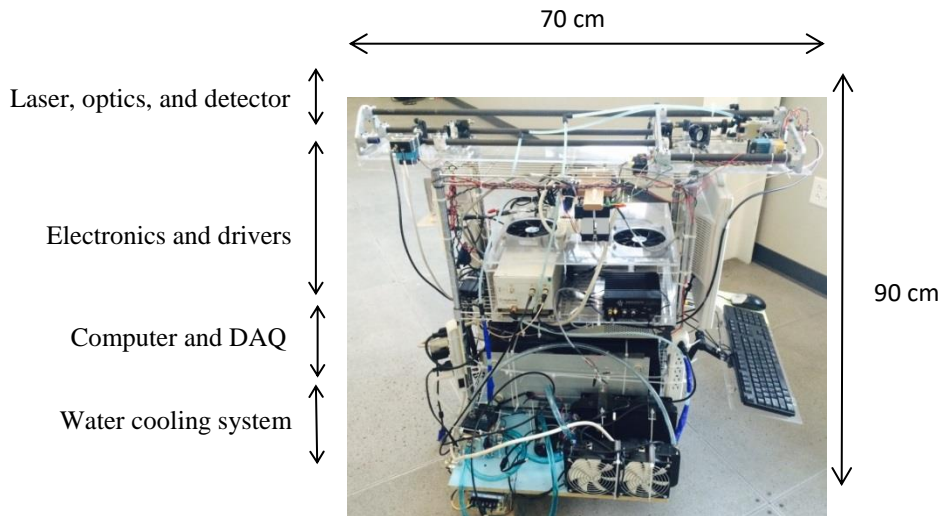 70 cm
Laser, optics, and detector
Electronics and drivers
90 cm
Computer and DAQ
Water cooling system